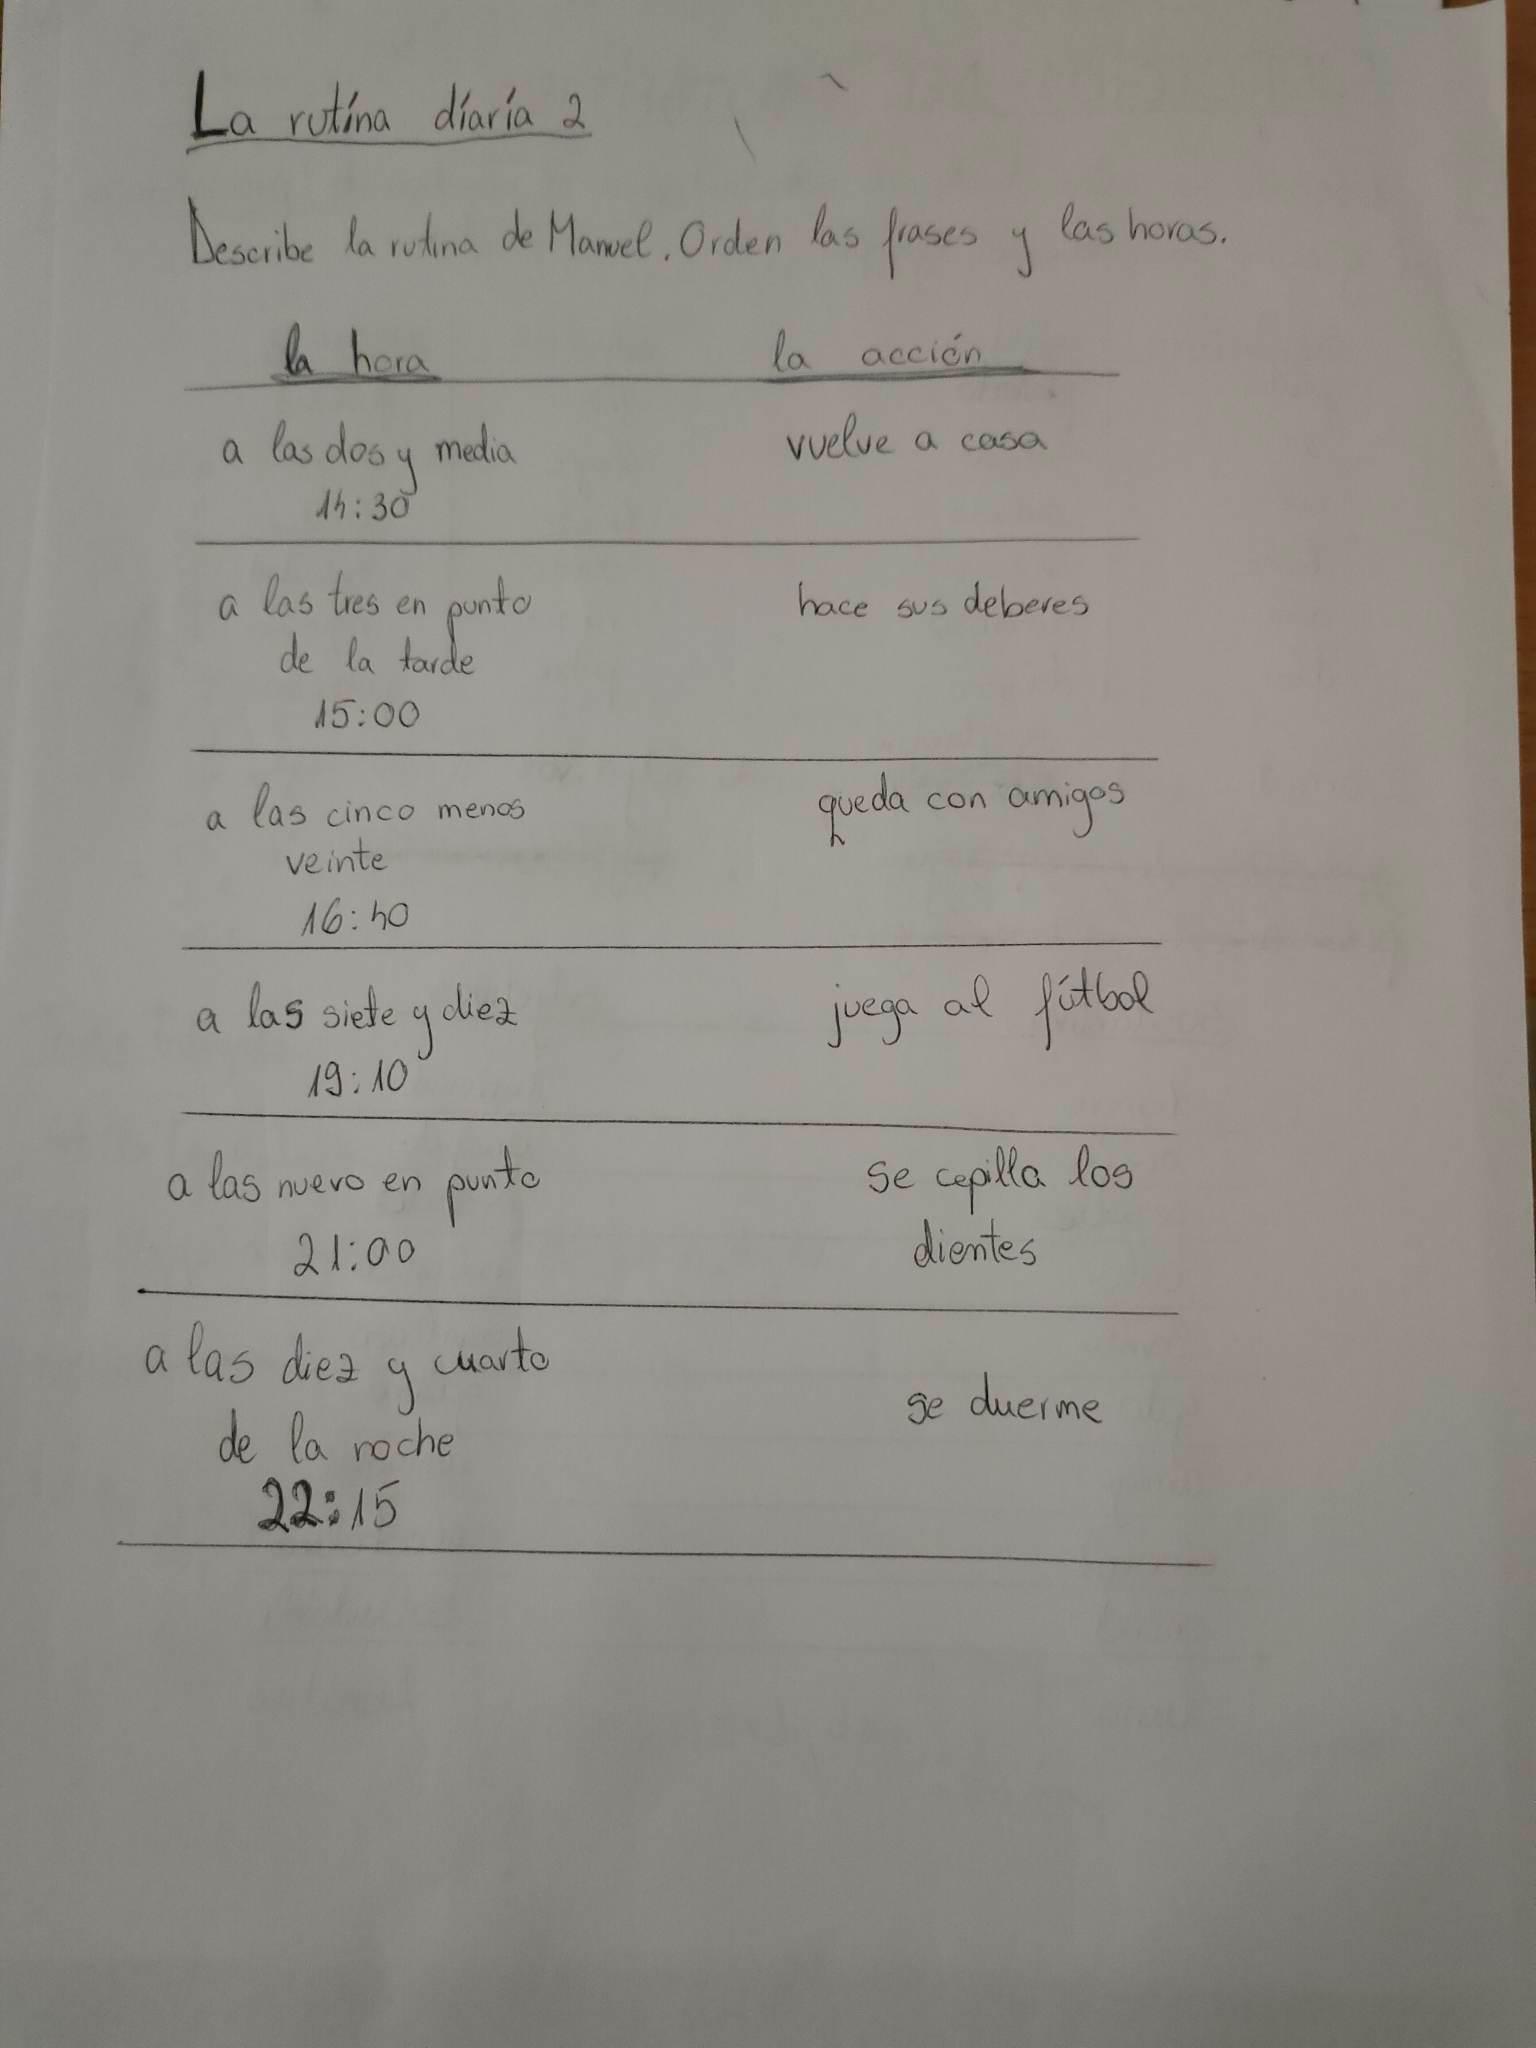 La rutína díaría 2
Describe la rutina de Manuel. Orden las frases y las horas.
la hora la acción
a las dos y media vuelve a casa
14:30
a las tres en punto hace sus deberes
de la tarde
15:00
a las cinco menos queda con amigos
veinte
16:40
a las siete y diez juega al fútbol
19:10
a las nuevo en punto se cepilla los
21:00 dientes
a las diez y cuarto
de la noche se duerme
22:15